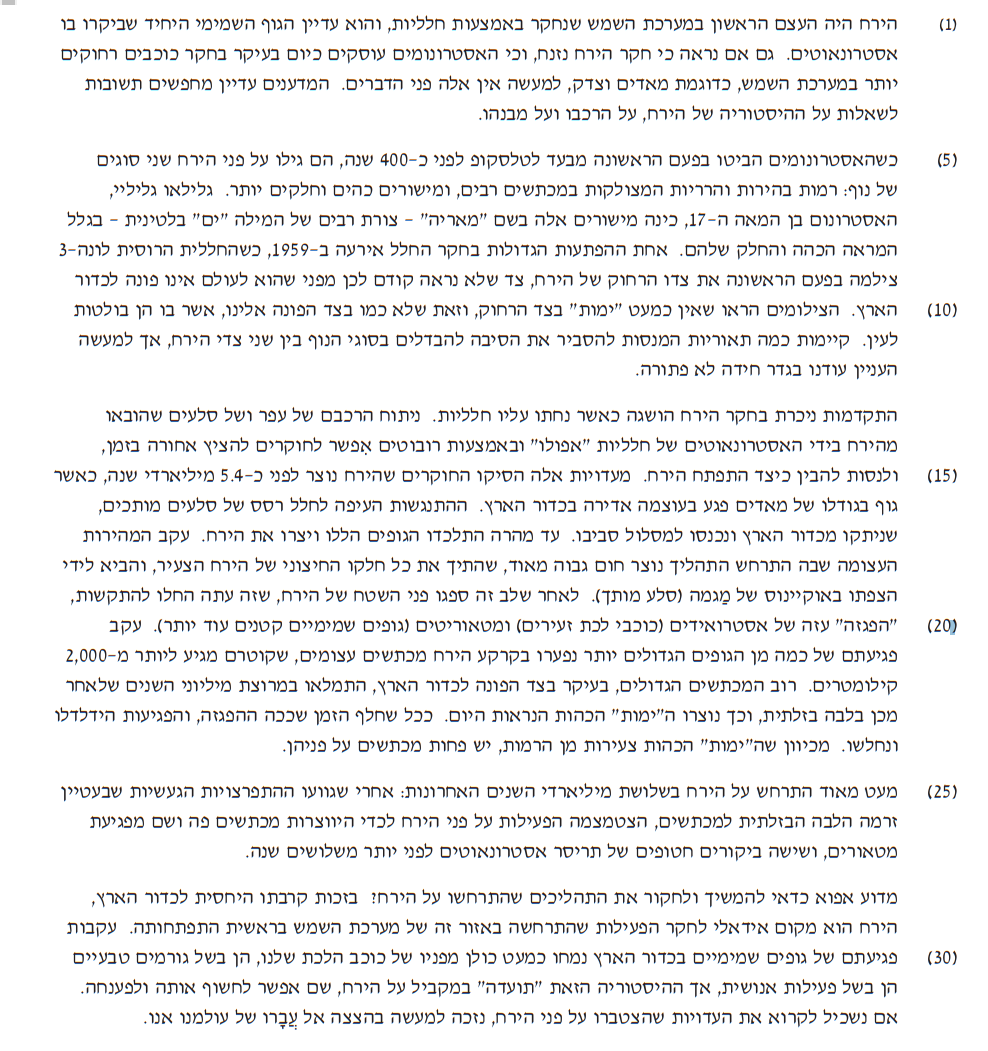 (1) הירח היה העצם הראשון במערכת השמש שנחקר באמצעות חלליות, והוא עדיין הגוף השמימי היחיד שביקרו בו
אסטרונאוטים. גם אם נראה כי חקר הירח נזנח, וכי האסטרונומים עוסקים כיום בעיקר בחקר כוכבים רחוקים
יותר במערכת השמש, כדוגמת מאדים וצדק, למעשה אין אלה פני הדברים. המדענים עדיין מחפשים תשובות
לשאלות על ההיסטוריה של הירח, על הרכבו ועל מבנהו.
(5) כשהאסטרונומים הביטו בפעם הראשונה מבעד לטלסקופ לפני כ-400 שנה, הם גילו על פני הירח שני סוגים
של נוף: רמות בהירות והרריות המצולקות במכתשים רבים, ומישורים כהים וחלקים יותר. גלילאו גליליי,
האסטרונום בן המאה ה-17, כינה מישורים אלה בשם "מאריה" - צורת רבים של המילה "ים" בלטינית - בגלל
המראה הכהה והחלק שלהם. אחת ההפתעות הגדולות בחקר החלל אירעה ב-1959, כשהחללית הרוסית לונה-3
צילמה בפעם הראשונה את צדו הרחוק של הירח, צד שלא נראה קודם לכן מפני שהוא לעולם אינו פונה לכדור
(10) הארץ. הצילומים הראו שאין כמעט "ימות" בצד הרחוק, וזאת שלא כמו בצד הפונה אלינו, אשר בו הן בולטות
לעין. קיימות כמה תאוריות המנסות להסביר את הסיבה להבדלים בסוגי הנוף בין שני צדי הירח, אך למעשה
העניין עודנו בגדר חידה לא פתורה.
התקדמות ניכרת בחקר הירח הושגה כאשר נחתו עליו חלליות. ניתוח הרכבם של עפר ושל סלעים שהובאו
מהירח בידי האסטרונאוטים של חלליות "אפולו" ובאמצעות רובוטים אִפשר לחוקרים להציץ אחורה בזמן,
(15) ולנסות להבין כיצד התפתח הירח. מעדויות אלה הסיקו החוקרים שהירח נוצר לפני כ-5.4 מיליארדי שנה, כאשר
גוף בגודלו של מאדים פגע בעוצמה אדירה בכדור הארץ. ההתנגשות העיפה לחלל רסס של סלעים מותכים,
שניתקו מכדור הארץ ונכנסו למסלול סביבו. עד מהרה התלכדו הגופים הללו ויצרו את הירח. עקב המהירות
העצומה שבה התרחש התהליך נוצר חום גבוה מאוד, שהתיך את כל חלקו החיצוני של הירח הצעיר, והביא לידי
הצפתו באוקיינוס של מַגמה (סלע מותך). לאחר שלב זה ספגו פני השטח של הירח, שזה עתה החלו להתקשות,
(20) "הפגזה" עזה של אסטרואידים (כוכבי לכת זעירים) ומטאוריטים (גופים שמימיים קטנים עוד יותר). עקב
פגיעתם של כמה מן הגופים הגדולים יותר נפערו בקרקע הירח מכתשים עצומים, שקוטרם מגיע ליותר מ-2,000
קילומטרים. רוב המכתשים הגדולים, בעיקר בצד הפונה לכדור הארץ, התמלאו במרוצת מיליוני השנים שלאחר
מכן בלבה בזלתית, וכך נוצרו ה"ימות" הכהות הנראות היום. ככל שחלף הזמן שככה ההפגזה, והפגיעות הידלדלו
ונחלשו. מכיוון שה"ימות" הכהות צעירות מן הרמות, יש פחות מכתשים על פניהן.
(25) מעט מאוד התרחש על הירח בשלושת מיליארדי השנים האחרונות: אחרי שגוועו ההתפרצויות הגעשיות שבעטיין
זרמה הלבה הבזלתית למכתשים, הצטמצמה הפעילות על פני הירח לכדי היווצרות מכתשים פה ושם מפגיעת
מטאורים, ושישה ביקורים חטופים של תריסר אסטרונאוטים לפני יותר משלושים שנה.
מדוע אפוא כדאי להמשיך ולחקור את התהליכים שהתרחשו על הירח? בזכות קרבתו היחסית לכדור הארץ,
הירח הוא מקום אידאלי לחקר הפעילות שהתרחשה באזור זה של מערכת השמש בראשית התפתחותה. עקבות
(30) פגיעתם של גופים שמימיים בכדור הארץ נמחו כמעט כולן מפניו של כוכב הלכת שלנו, הן בשל גורמים טבעיים
הן בשל פעילות אנושית, אך ההיסטוריה הזאת "תועדה" במקביל על הירח, שם אפשר לחשוף אותה ולפענחה.
אם נשכיל לקרוא את העדויות שהצטברו על פני הירח, נזכה למעשה בהצצה אל עֲבָרו של עולמנו אנו.